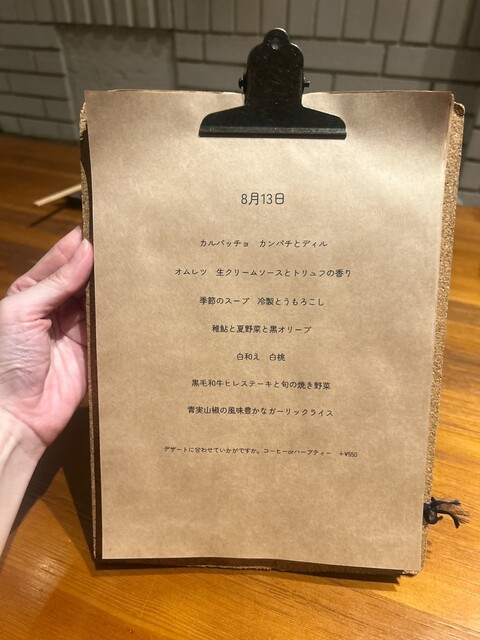 8月13日
カルパッチョ　カンパチとディル
オムレツ　生クリームソースとトリュフの香り
季節のスープ　冷製とうもろこし
稚鮎と夏野菜と黒オリーブ
白和え　白桃
黒毛和牛ヒレステーキと旬の焼き野菜
青実山椒の風味豊かなガーリックライス
デザートに合わせていかがですか。コーヒーorハーブティー　+¥550